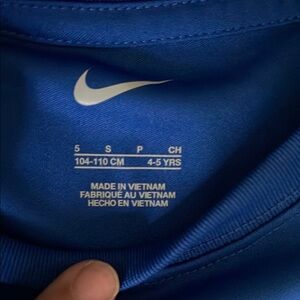 5 S P CH
104-110 CM 4-5 YRS
MADE IN VIETNAM
FABRIQUÉ AU VIETNAM
HECHO EN VIETNAM